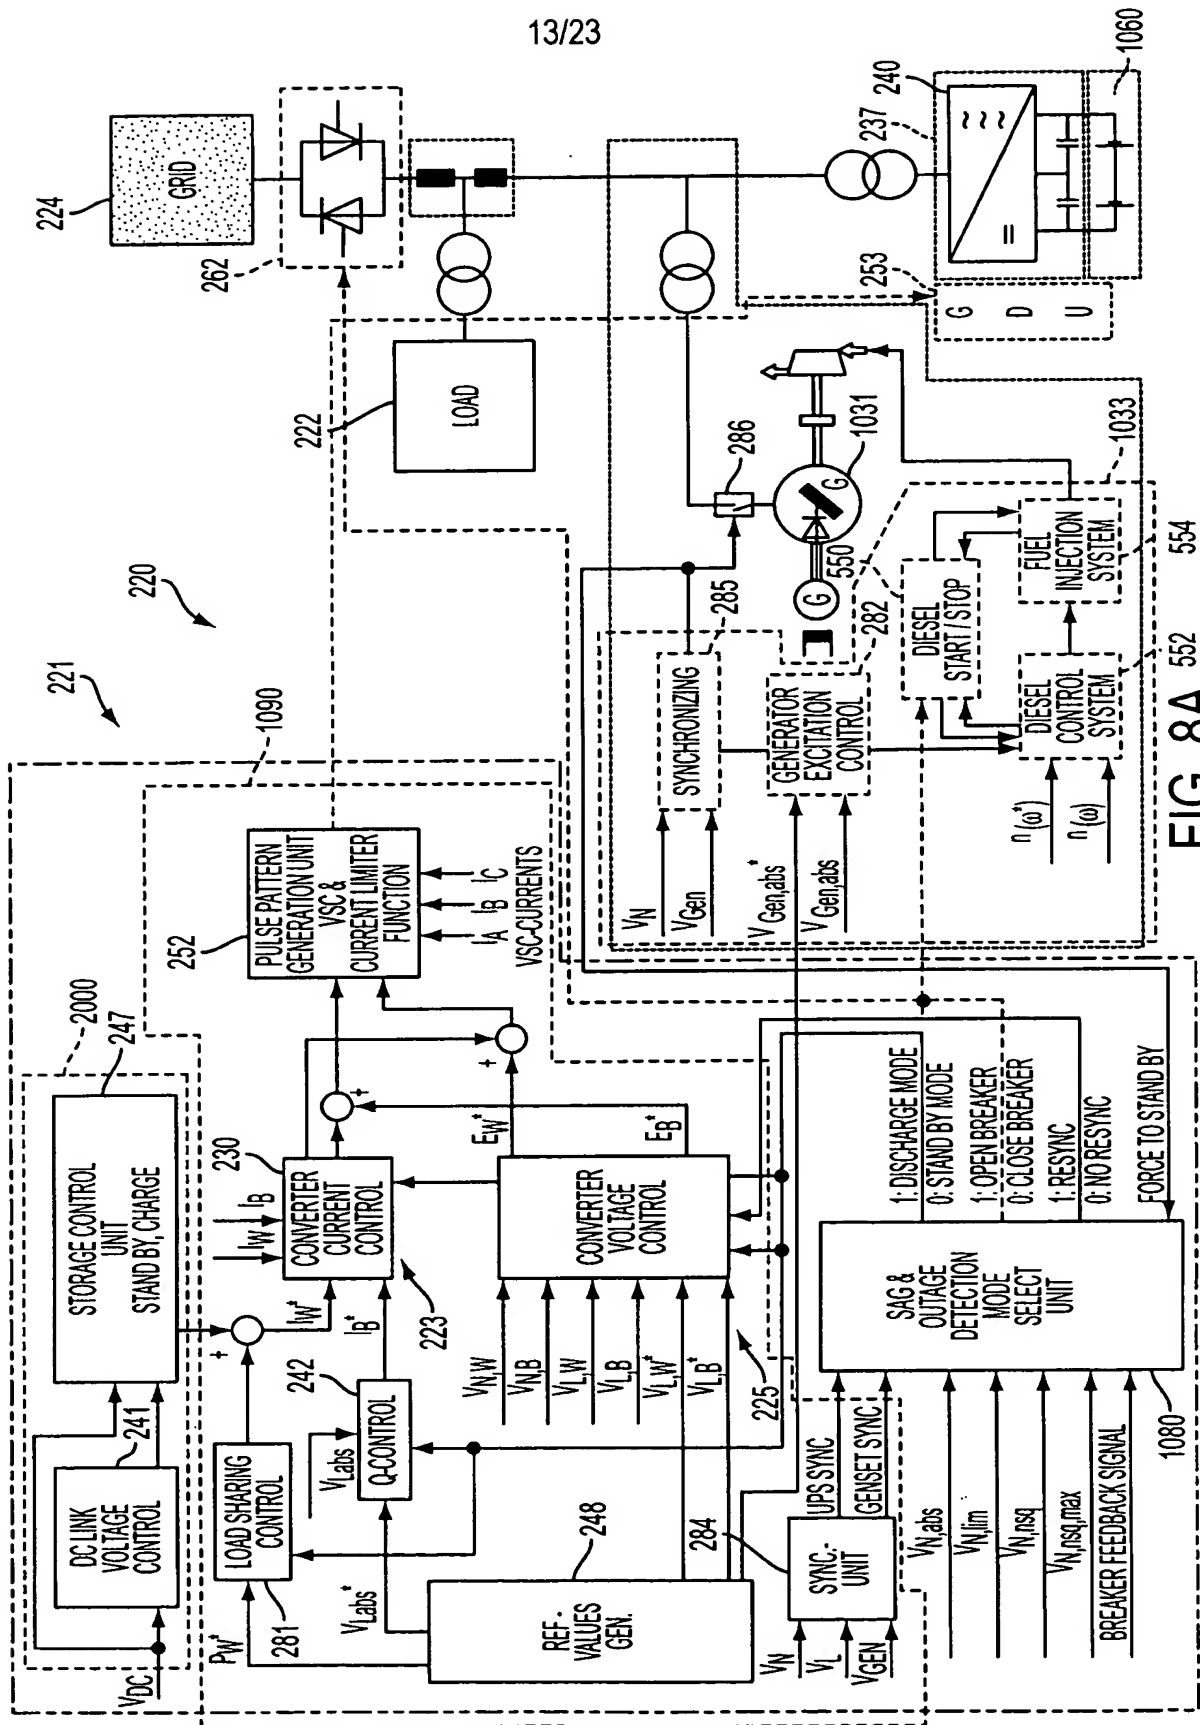 13/23
220
221
1090
2000
247
STORAGE CONTROL
UNIT
STAND BY, CHARGE
241
DC LINK
VOLTAGE
CONTROL
VDC
252
PULSE PATTERN
GENERATION UNIT
VSC &
CURRENT LIMITER
FUNCTION
IA
IB
IC
VSC-CURRENTS
230
CONVERTER
CURRENT
CONTROL
IW
IB
IW*
IB*
223
+
+
+
EW*
EB*
LOAD SHARING
CONTROL
281
PW*
242
Q-CONTROL
VLabs
VLabs*
CONVERTER
VOLTAGE
CONTROL
VN,W
VN,B
VL,W
VL,B
VL,W*
VL,B*
225
248
REF.-
VALUES
GEN.
284
SYNC.-
UNIT
VN
VL
VGEN
UPS SYNC
GENSET SYNC
SAG &
OUTAGE
DETECTION
MODE
SELECT
UNIT
1080
VN,abs
VN,lim
VN,nsq
VN,nsq,max
BREAKER FEEDBACK SIGNAL
1: DISCHARGE MODE
0: STAND BY MODE
1: OPEN BREAKER
0: CLOSE BREAKER
1: RESYNC
0: NO RESYNC
FORCE TO STAND BY
224
GRID
262
222
LOAD
286
1031
G
G
285
SYNCHRONIZING
VN
VGen
282
GENERATOR
EXCITATION
CONTROL
VGen,abs*
VGen,abs
550
DIESEL
START / STOP
552
DIESEL
CONTROL
SYSTEM
n(ω*)
n(ω)
554
FUEL
INJECTION
SYSTEM
1033
253
G
D
U
237
240
~ ~ ~
=
1060
FIG. 8A